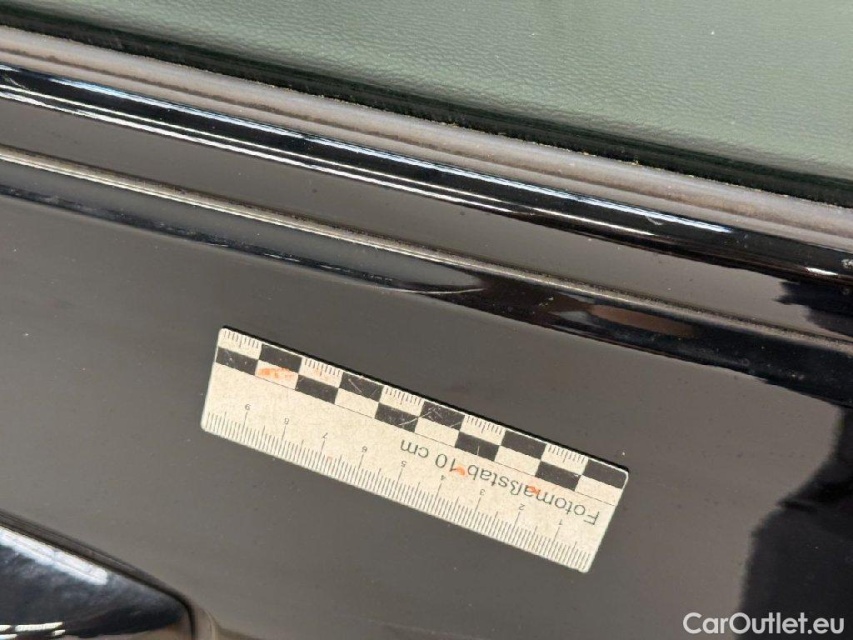 Fotomaßstab 10 cm
1 2 3 4 5 6 7 8 9
CarOutlet.eu